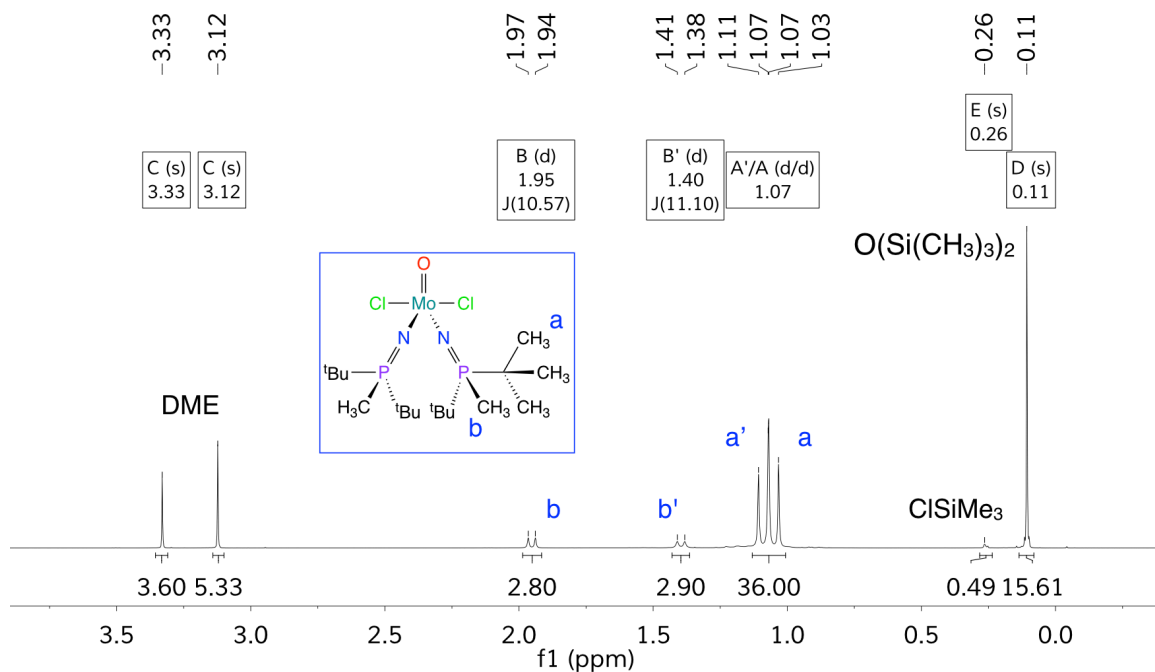 3.33
3.12
1.97
1.94
1.41
1.38
1.11
1.07
1.07
1.03
0.26
0.11
E (s)
0.26
C (s)
3.33
C (s)
3.12
B (d)
1.95
J(10.57)
B' (d)
1.40
J(11.10)
A'/A (d/d)
1.07
D (s)
0.11
O(Si(CH₃)₃)₂
O
Cl
Mo
Cl
a
N
N
CH₃
ᵗBu
P
P
CH₃
H₃C
ᵗBu
ᵗBu
CH₃
CH₃
b
DME
a’
a
b
b'
ClSiMe₃
3.60
5.33
2.80
2.90
36.00
0.49
15.61
3.5
3.0
2.5
2.0
1.5
1.0
0.5
0.0
f1 (ppm)